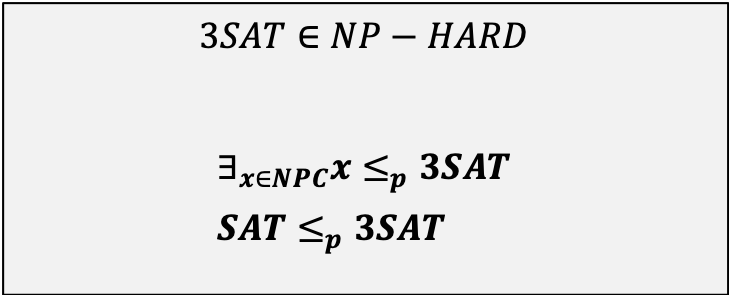 3SAT ∈ NP − HARD
∃x∈NPC x ≤p 3SAT
SAT ≤p 3SAT